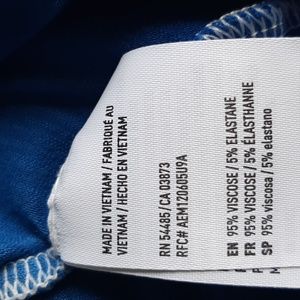 MADE IN VIETNAM / FABRIQUÉ AU
VIETNAM / HECHO EN VIETNAM
RN 54485/CA 03873
RFC# AEM120605U9A
EN 95% VISCOSE / 5% ELASTANE
FR 95% VISCOSE / 5% ÉLASTHANNE
SP 95% viscosa / 5% elastano